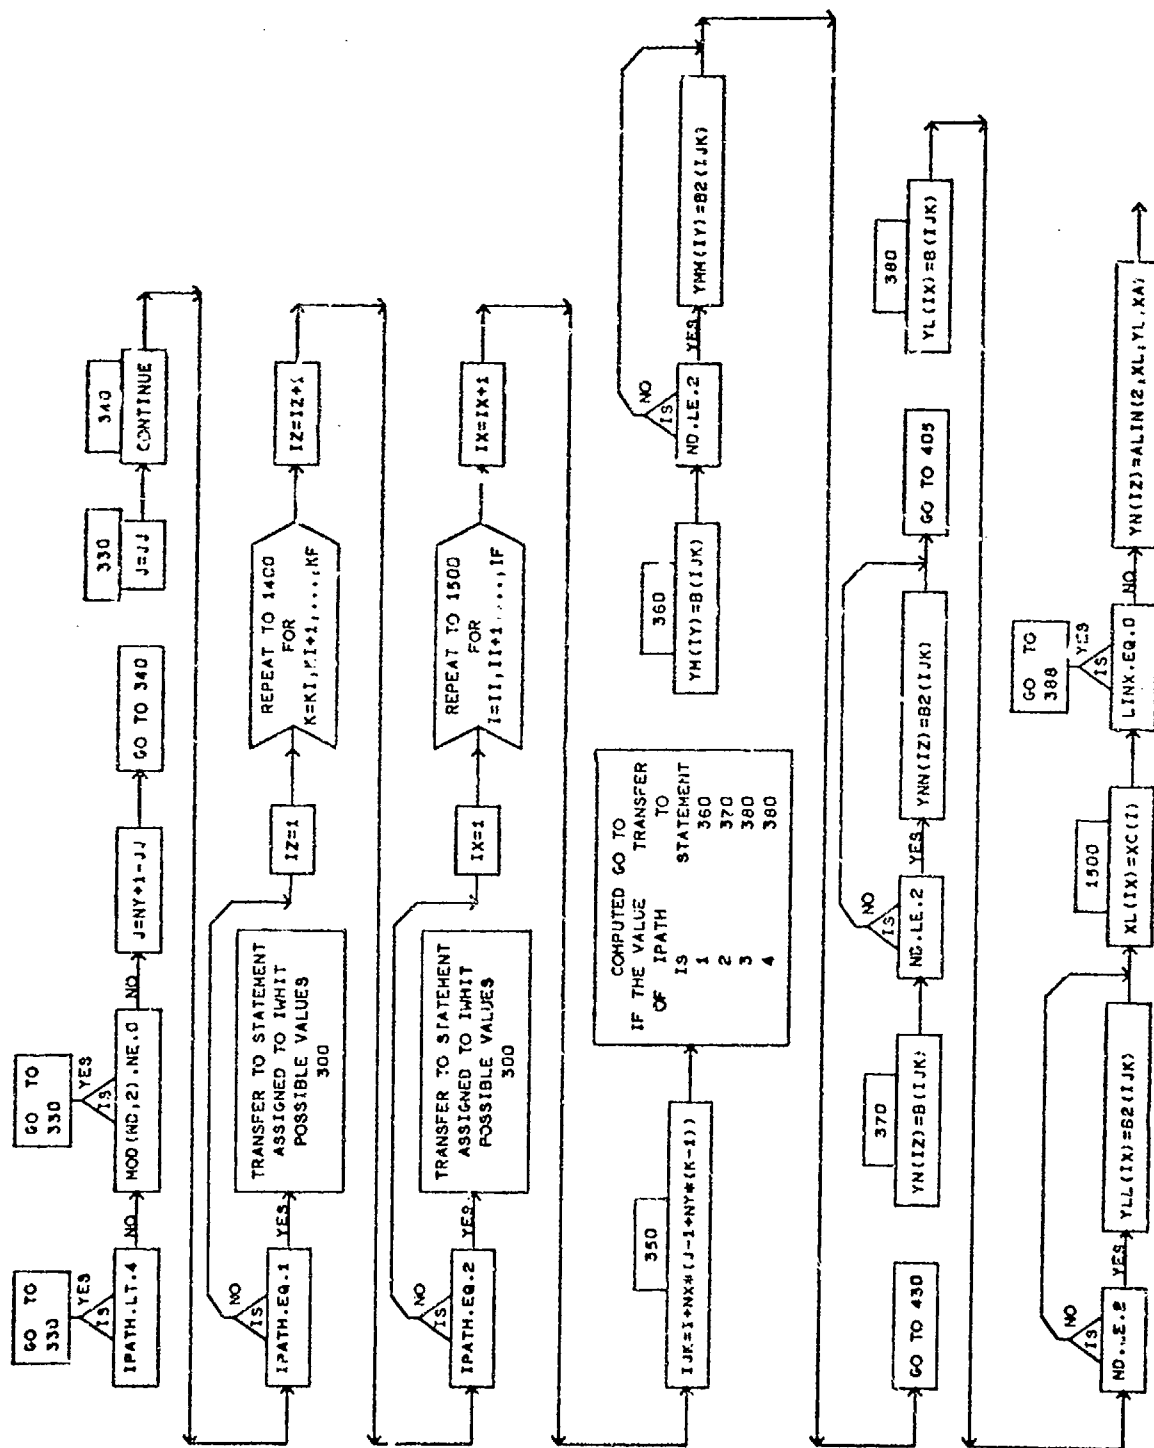 GO TO
330
YES
IS
IPATH.LT.4
NO
GO TO
330
YES
IS
MOD(ND,2).NE.0
NO
J=NY+1-JJ
GO TO 340
330
J=JJ
340
CONTINUE
NO
IS
IPATH.EQ.1
YES
TRANSFER TO STATEMENT
ASSIGNED TO IWHIT
POSSIBLE VALUES
300
IZ=1
REPEAT TO 1400
FOR
K=KI,KI+1,...,KF
IZ=IZ+1
NO
IS
IPATH.EQ.2
YES
TRANSFER TO STATEMENT
ASSIGNED TO IWHIT
POSSIBLE VALUES
300
IX=1
REPEAT TO 1500
FOR
I=II,II+1,...,IF
IX=IX+1
350
IJK=I+NX*(J-1+NY*(K-1))
COMPUTED GO TO
IF THE VALUE TRANSFER
OF IPATH TO
IS STATEMENT
1 360
2 370
3 380
4 380
360
YM(IY)=B(IJK)
NO
IS
ND.LE.2
YES
YMM(IY)=B2(IJK)
GO TO 430
370
YN(IZ)=B(IJK)
NO
IS
ND.LE.2
YES
YNN(IZ)=B2(IJK)
GO TO 405
380
YL(IX)=B(IJK)
NO
IS
ND.LE.2
YES
YLL(IX)=B2(IJK)
1500
XL(IX)=XC(I)
GO TO
388
YES
IS
LINX.EQ.0
NO
YN(IZ)=ALIN(2,XL,YL,XA)